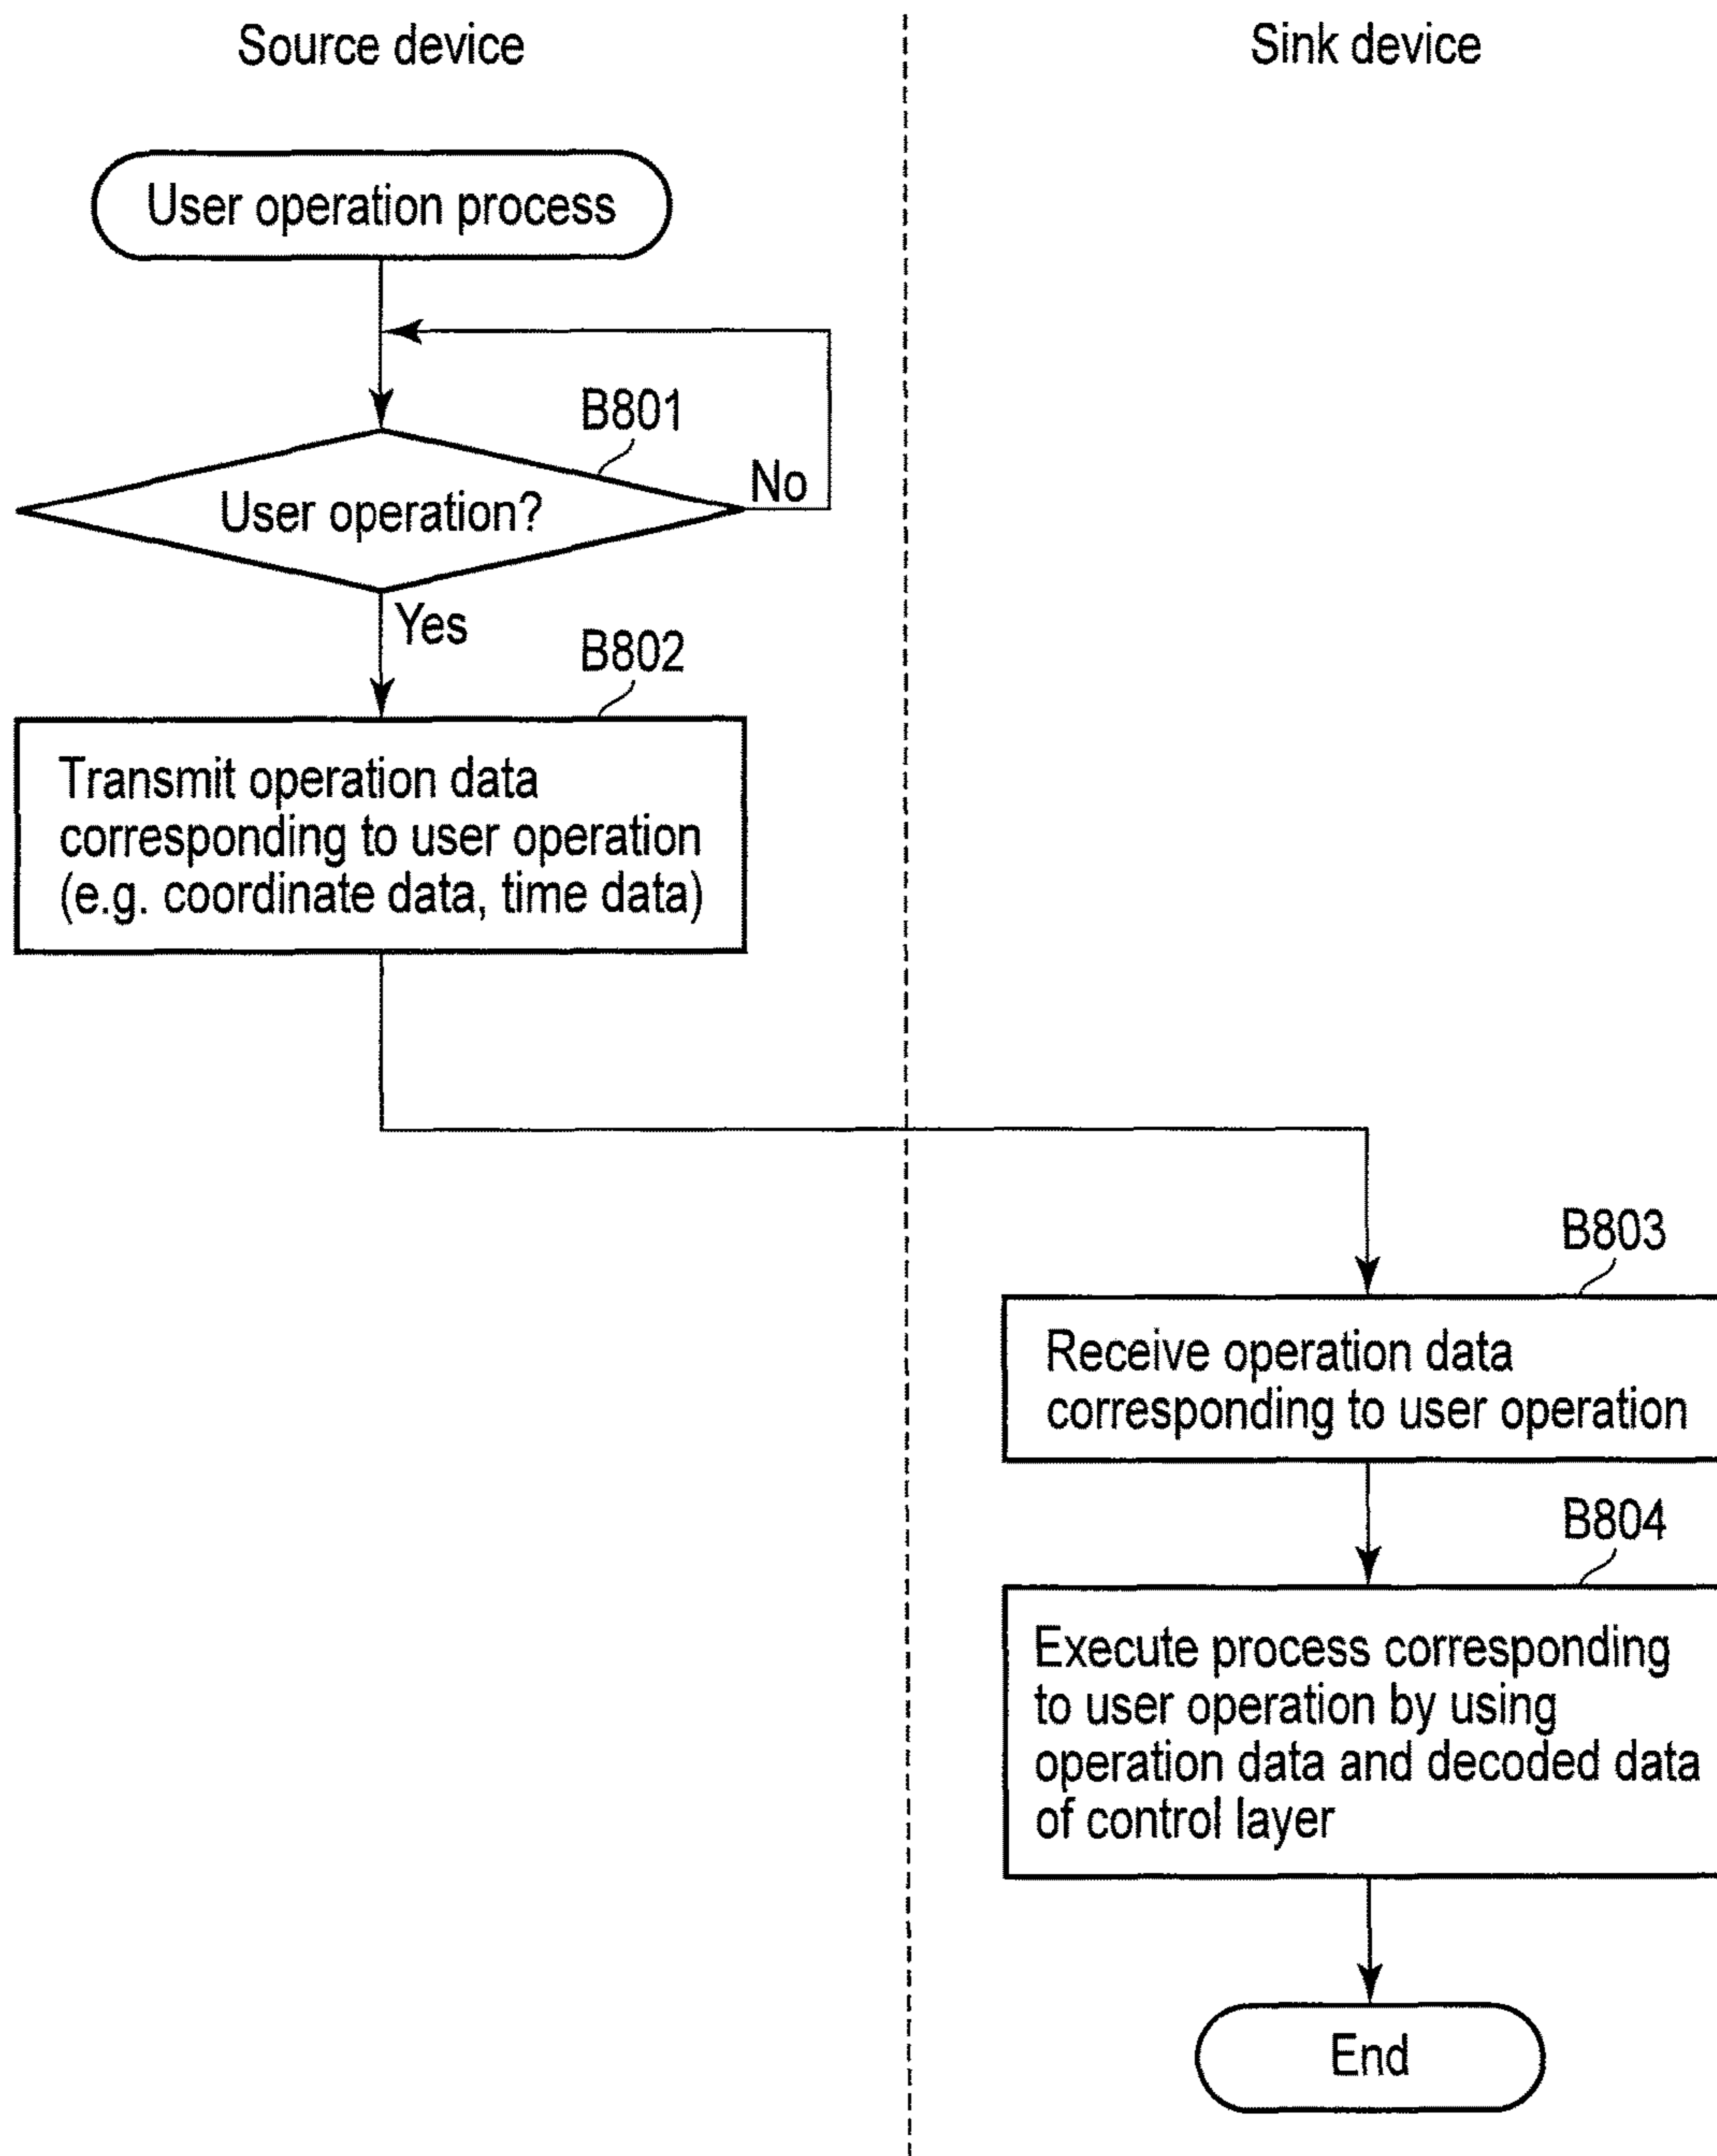 Source device
Sink device
User operation process
B801
User operation?
No
Yes
B802
Transmit operation data
corresponding to user operation
(e.g. coordinate data, time data)
B803
Receive operation data
corresponding to user operation
B804
Execute process corresponding
to user operation by using
operation data and decoded data
of control layer
End